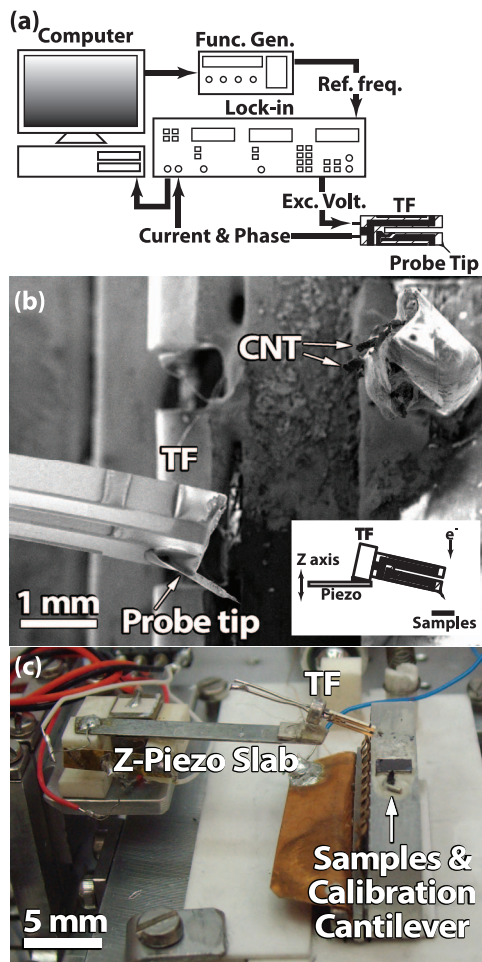 (a)
Computer
Func. Gen.
Ref. freq.
Lock-in
Exc. Volt.
TF
Current & Phase
Probe Tip
(b)
CNT
TF
TF
e⁻
Z axis
Piezo
Samples
1 mm
Probe tip
(c)
TF
Z-Piezo Slab
Samples &
Calibration
Cantilever
5 mm